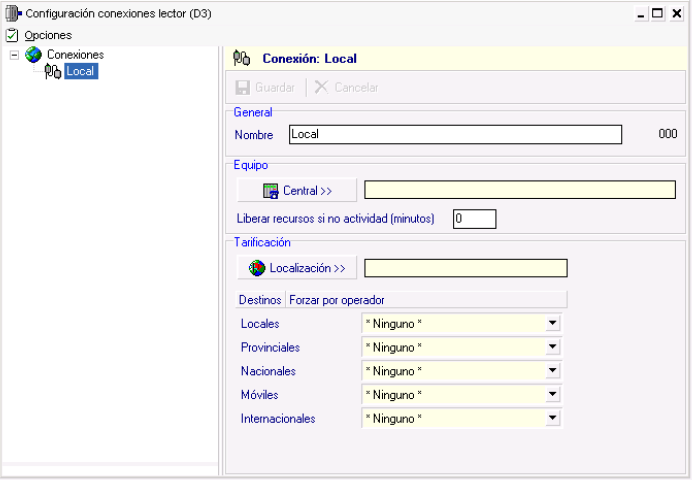 Configuración conexiones lector (D3)
Opciones
Conexiones
Local
Conexión: Local
Guardar Cancelar
General
Nombre Local 000
Equipo
Central >>
Liberar recursos si no actividad (minutos) 0
Tarificación
Localización >>
Destinos Forzar por operador
Locales * Ninguno *
Provinciales * Ninguno *
Nacionales * Ninguno *
Móviles * Ninguno *
Internacionales * Ninguno *